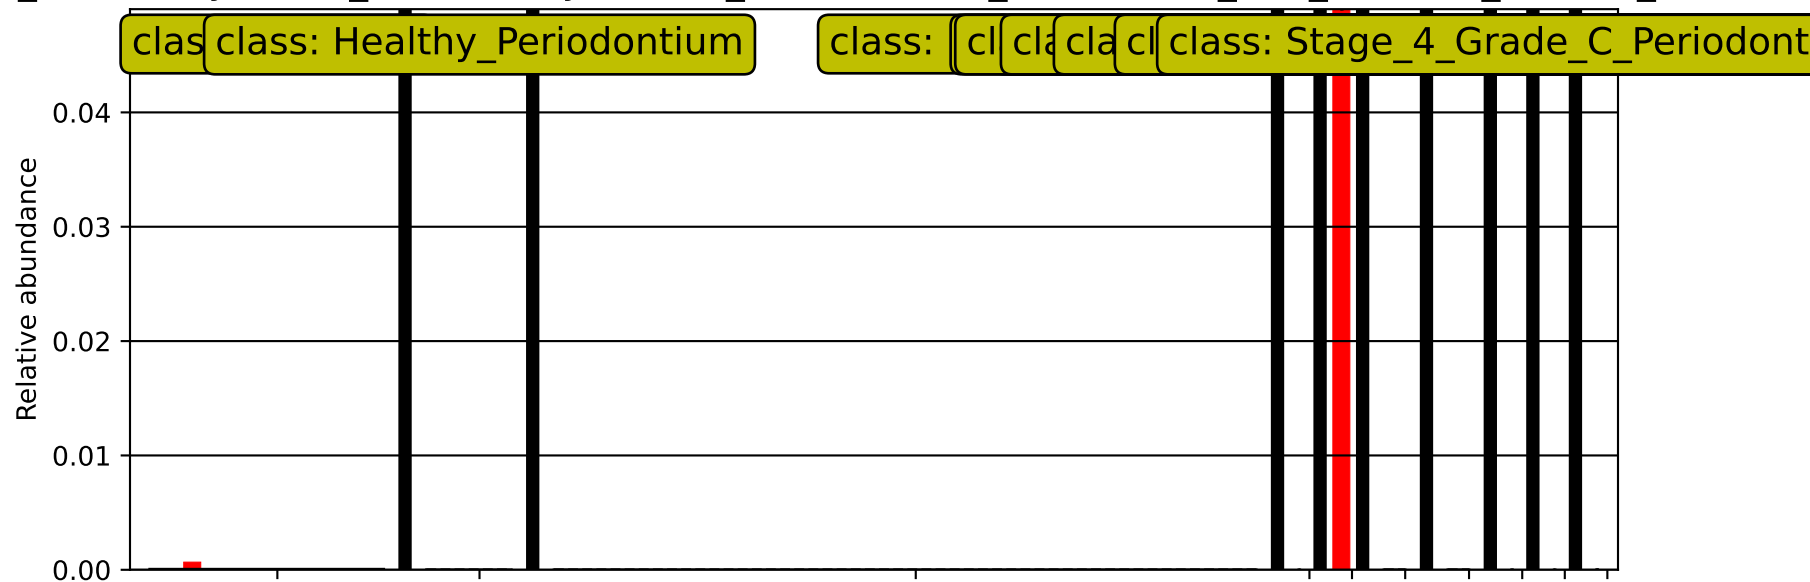 clas class: Healthy_Periodontium class: cl cla cla cl class: Stage_4_Grade_C_Periodont
0.04
0.03
0.02
0.01
0.00
Relative abundance